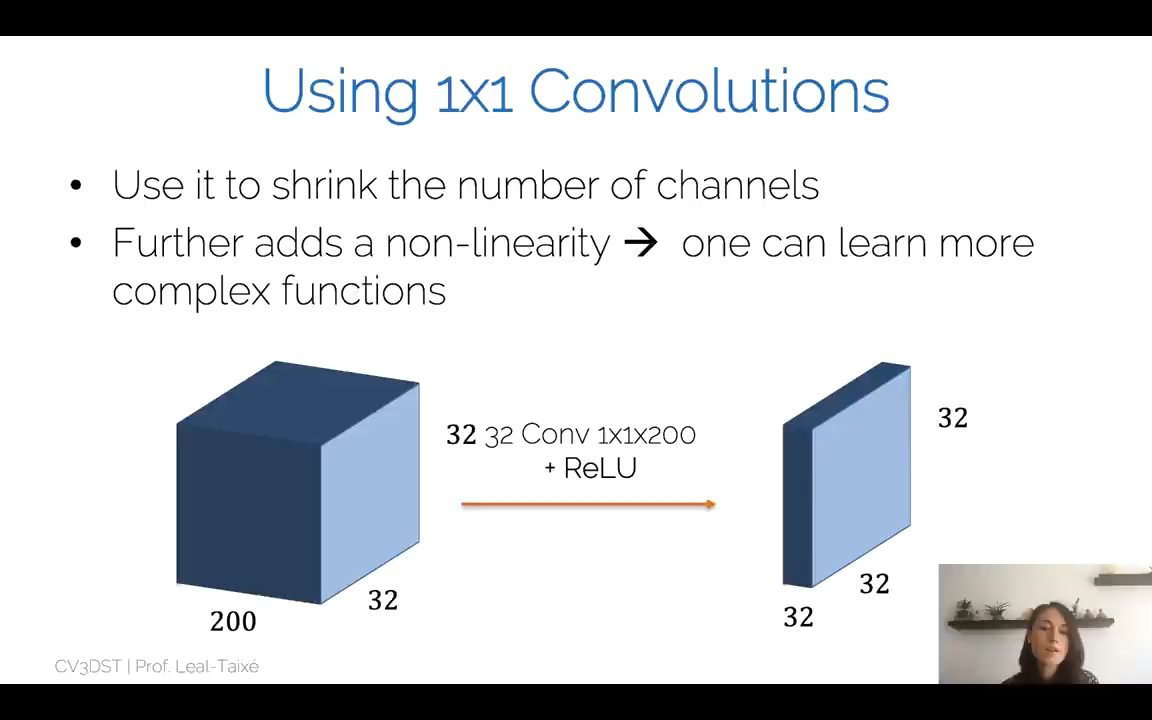 Using 1x1 Convolutions
• Use it to shrink the number of channels
• Further adds a non-linearity → one can learn more
complex functions
32 32 Conv 1x1x200
+ ReLU
32
200
32
32
32
CV3DST | Prof. Leal-Taixé